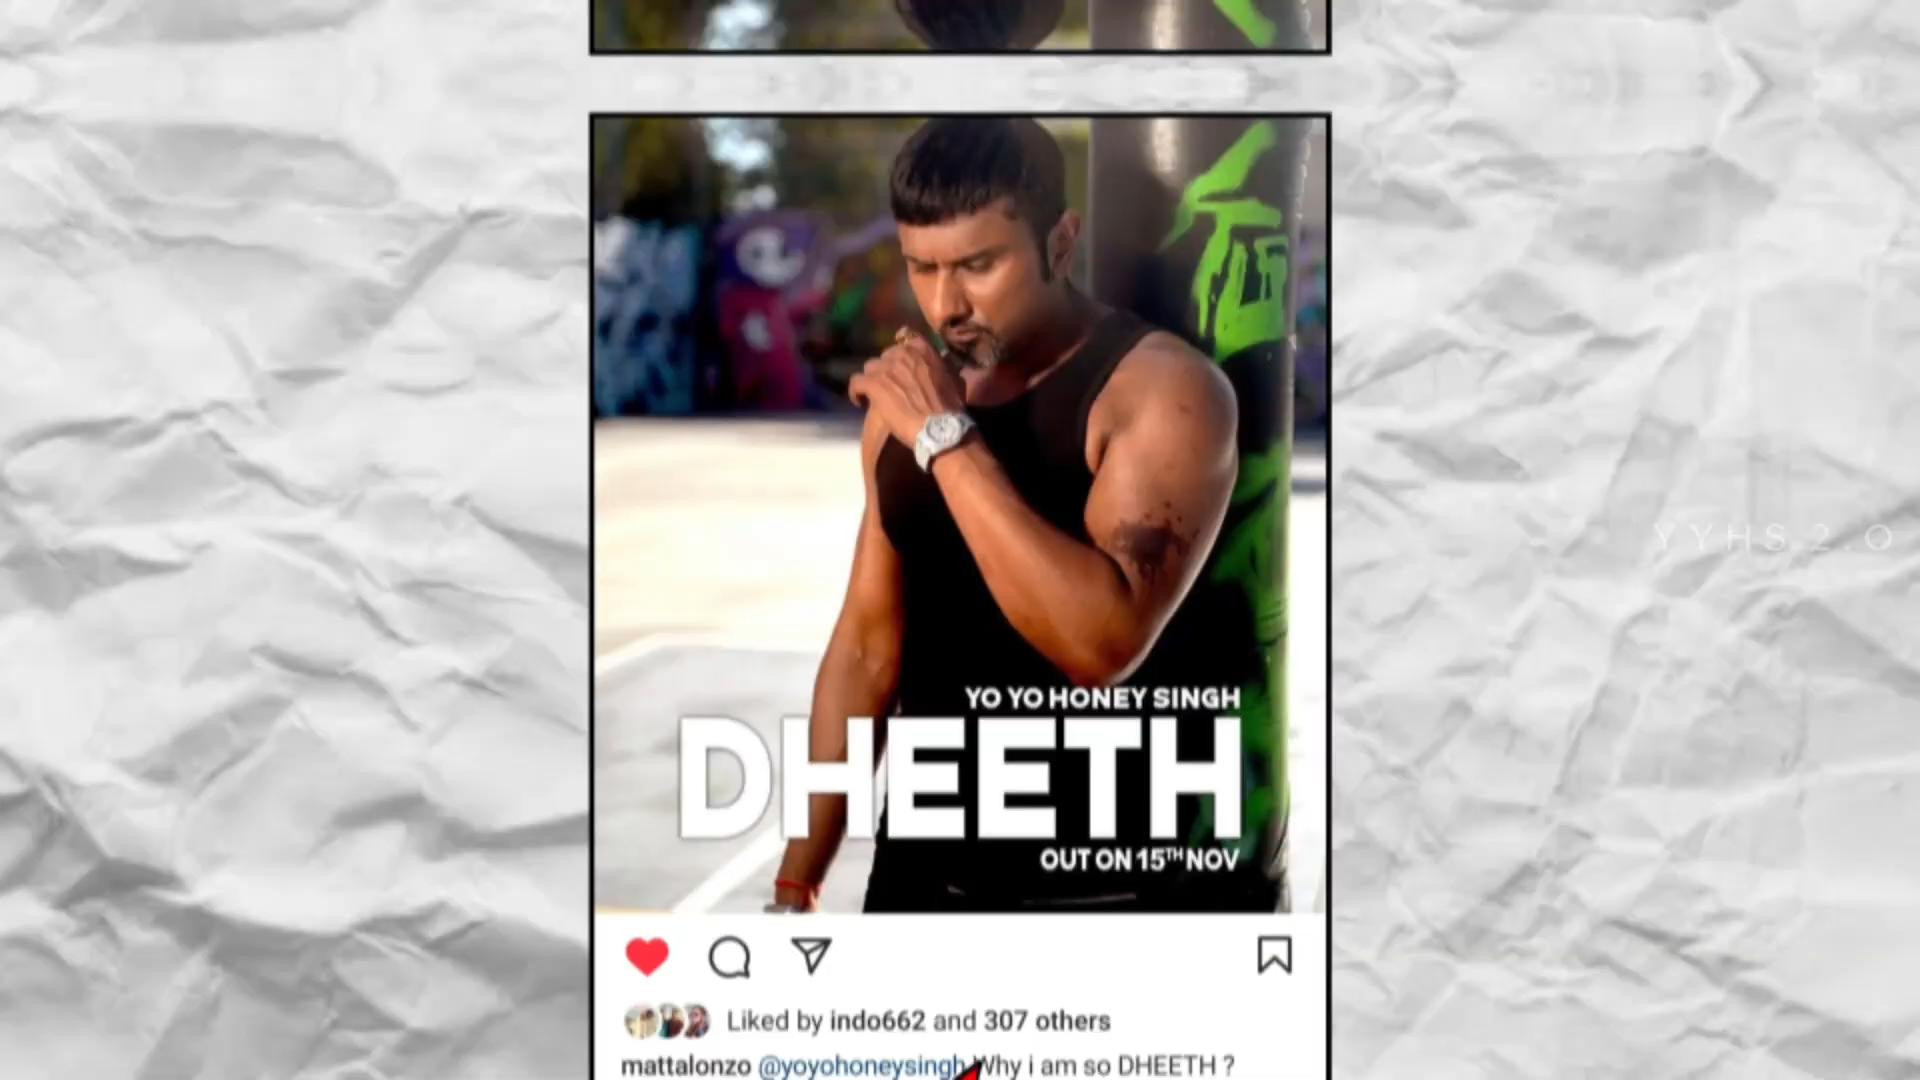 YO YO HONEY SINGH
DHEETH
OUT ON 15TH NOV
YYHS 2.O
Liked by indo662 and 307 others
mattalonzo @yoyohoneysingh Why i am so DHEETH ?